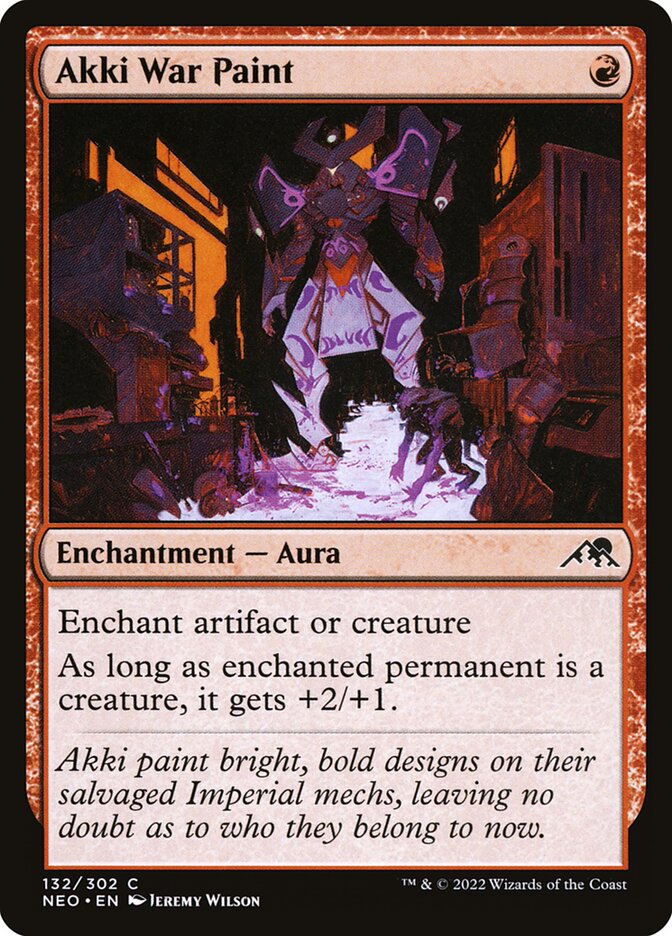 Akki War Paint
Enchantment — Aura
Enchant artifact or creature
As long as enchanted permanent is a
creature, it gets +2/+1.
Akki paint bright, bold designs on their
salvaged Imperial mechs, leaving no
doubt as to who they belong to now.
132/302 C
NEO • EN Jeremy Wilson
™ & © 2022 Wizards of the Coast